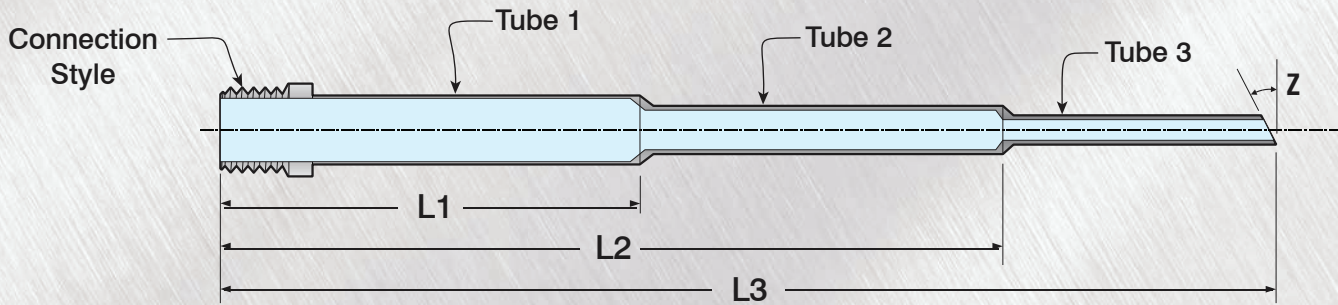 Connection
Style
Tube 1
Tube 2
Tube 3
Z
L1
L2
L3